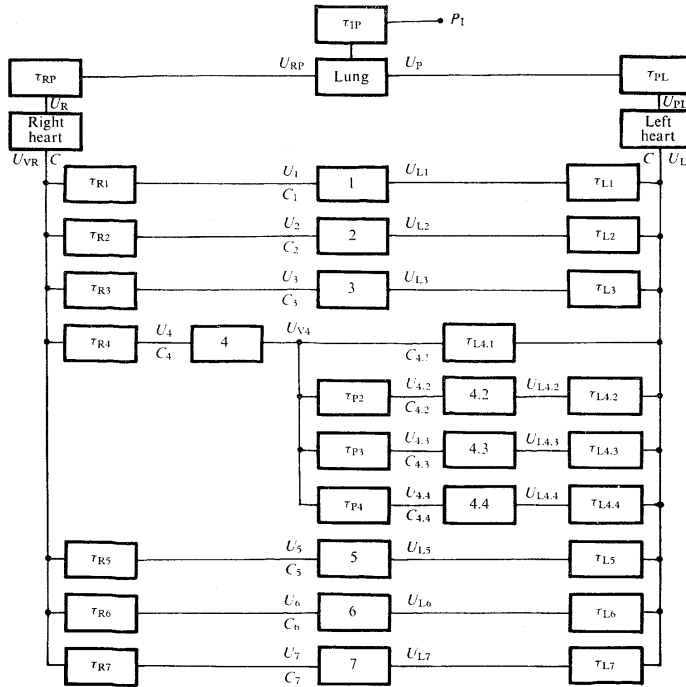 τIP P1
URP Lung UP
τRP τPL
UR UPL
Right heart
Left heart
UVR C C UL
τR1 U1 C1 1 UL1 τL1
τR2 U2 C2 2 UL2 τL2
τR3 U3 C3 3 UL3 τL3
τR4 U4 C4 4 UV4 C4.1 τL4.1
τP2 U4.2 C4.2 4.2 UL4.2 τL4.2
τP3 U4.3 C4.3 4.3 UL4.3 τL4.3
τP4 U4.4 C4.4 4.4 UL4.4 τL4.4
τR5 U5 C5 5 UL5 τL5
τR6 U6 C6 6 UL6 τL6
τR7 U7 C7 7 UL7 τL7